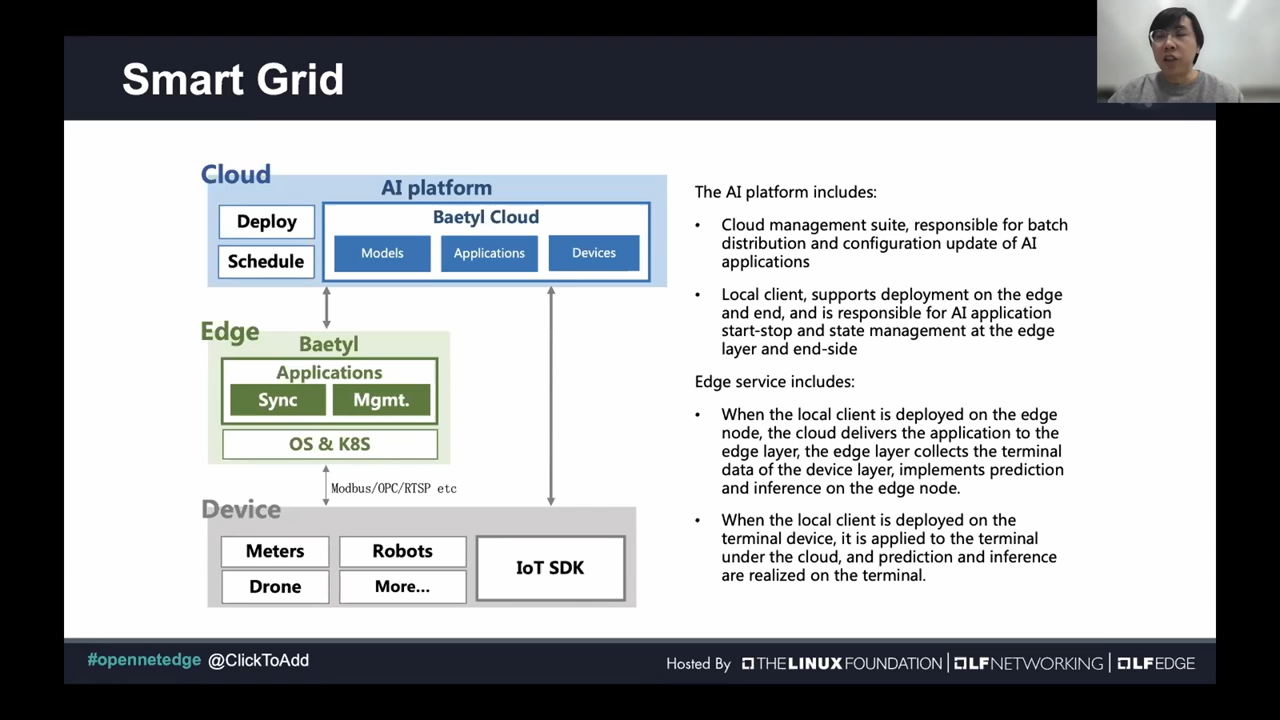 Smart Grid
Cloud
AI platform
Deploy
Schedule
Baetyl Cloud
Models
Applications
Devices
Edge
Baetyl
Applications
Sync
Mgmt.
OS & K8S
Modbus/OPC/RTSP etc
Device
Meters
Robots
Drone
More...
IoT SDK
The AI platform includes:
• Cloud management suite, responsible for batch
distribution and configuration update of AI
applications
• Local client, supports deployment on the edge
and end, and is responsible for AI application
start-stop and state management at the edge
layer and end-side
Edge service includes:
• When the local client is deployed on the edge
node, the cloud delivers the application to the
edge layer, the edge layer collects the terminal
data of the device layer, implements prediction
and inference on the edge node.
• When the local client is deployed on the
terminal device, it is applied to the terminal
under the cloud, and prediction and inference
are realized on the terminal.
#opennetedge @ClickToAdd
Hosted By THE LINUX FOUNDATION | LF NETWORKING | LF EDGE